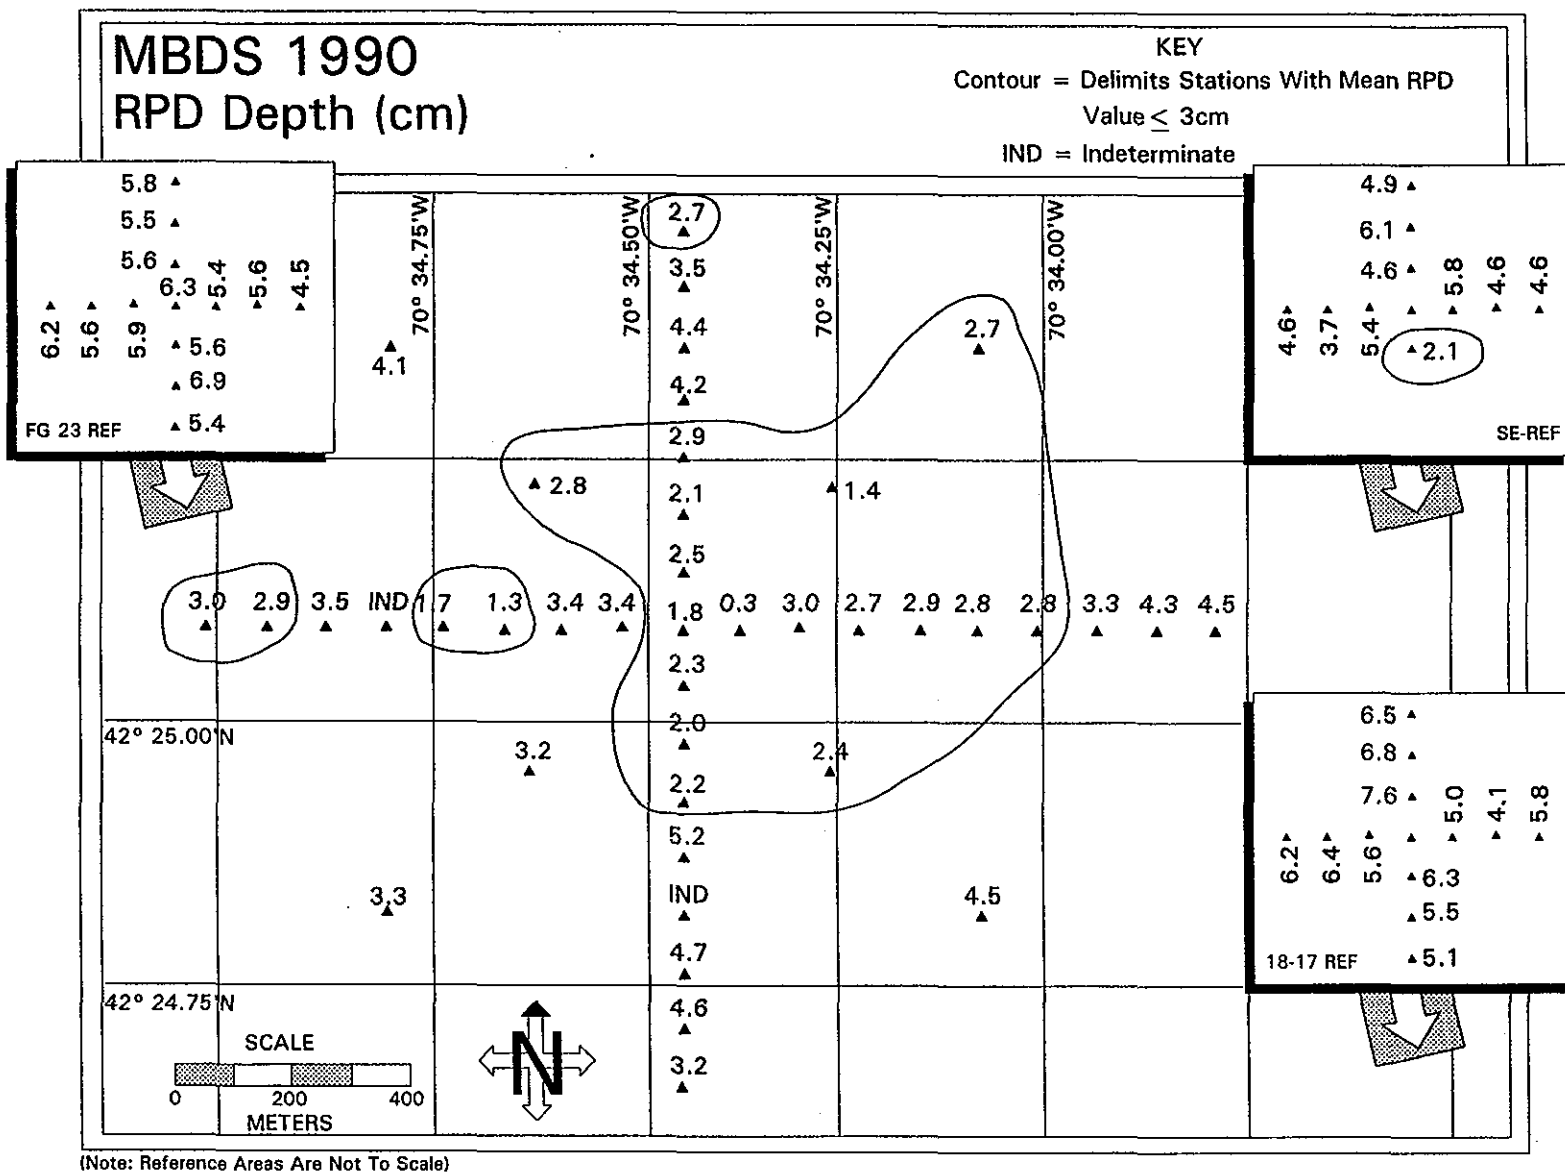 MBDS 1990
RPD Depth (cm)
KEY
Contour = Delimits Stations With Mean RPD
Value ≤ 3cm
IND = Indeterminate
5.8
5.5
5.6
6.3
5.4
5.6
4.5
6.2
5.6
5.9
5.6
6.9
5.4
FG 23 REF
4.9
6.1
4.6
5.8
4.6
4.6
4.6
3.7
5.4
2.1
SE-REF
70° 34.75'W
70° 34.50'W
70° 34.25'W
70° 34.00'W
2.7
3.5
4.4
2.7
4.1
4.2
2.9
2.8
2.1
1.4
2.5
3.0 2.9 3.5 IND 1.7 1.3 3.4 3.4 1.8 0.3 3.0 2.7 2.9 2.8 2.8 3.3 4.3 4.5
2.3
42° 25.00'N
2.0
3.2
2.4
2.2
5.2
3.3
IND
4.5
4.7
42° 24.75'N
4.6
3.2
6.5
6.8
7.6
5.0
4.1
5.8
6.2
6.4
5.6
6.3
5.5
5.1
18-17 REF
SCALE
0 200 400
METERS
N
(Note: Reference Areas Are Not To Scale)